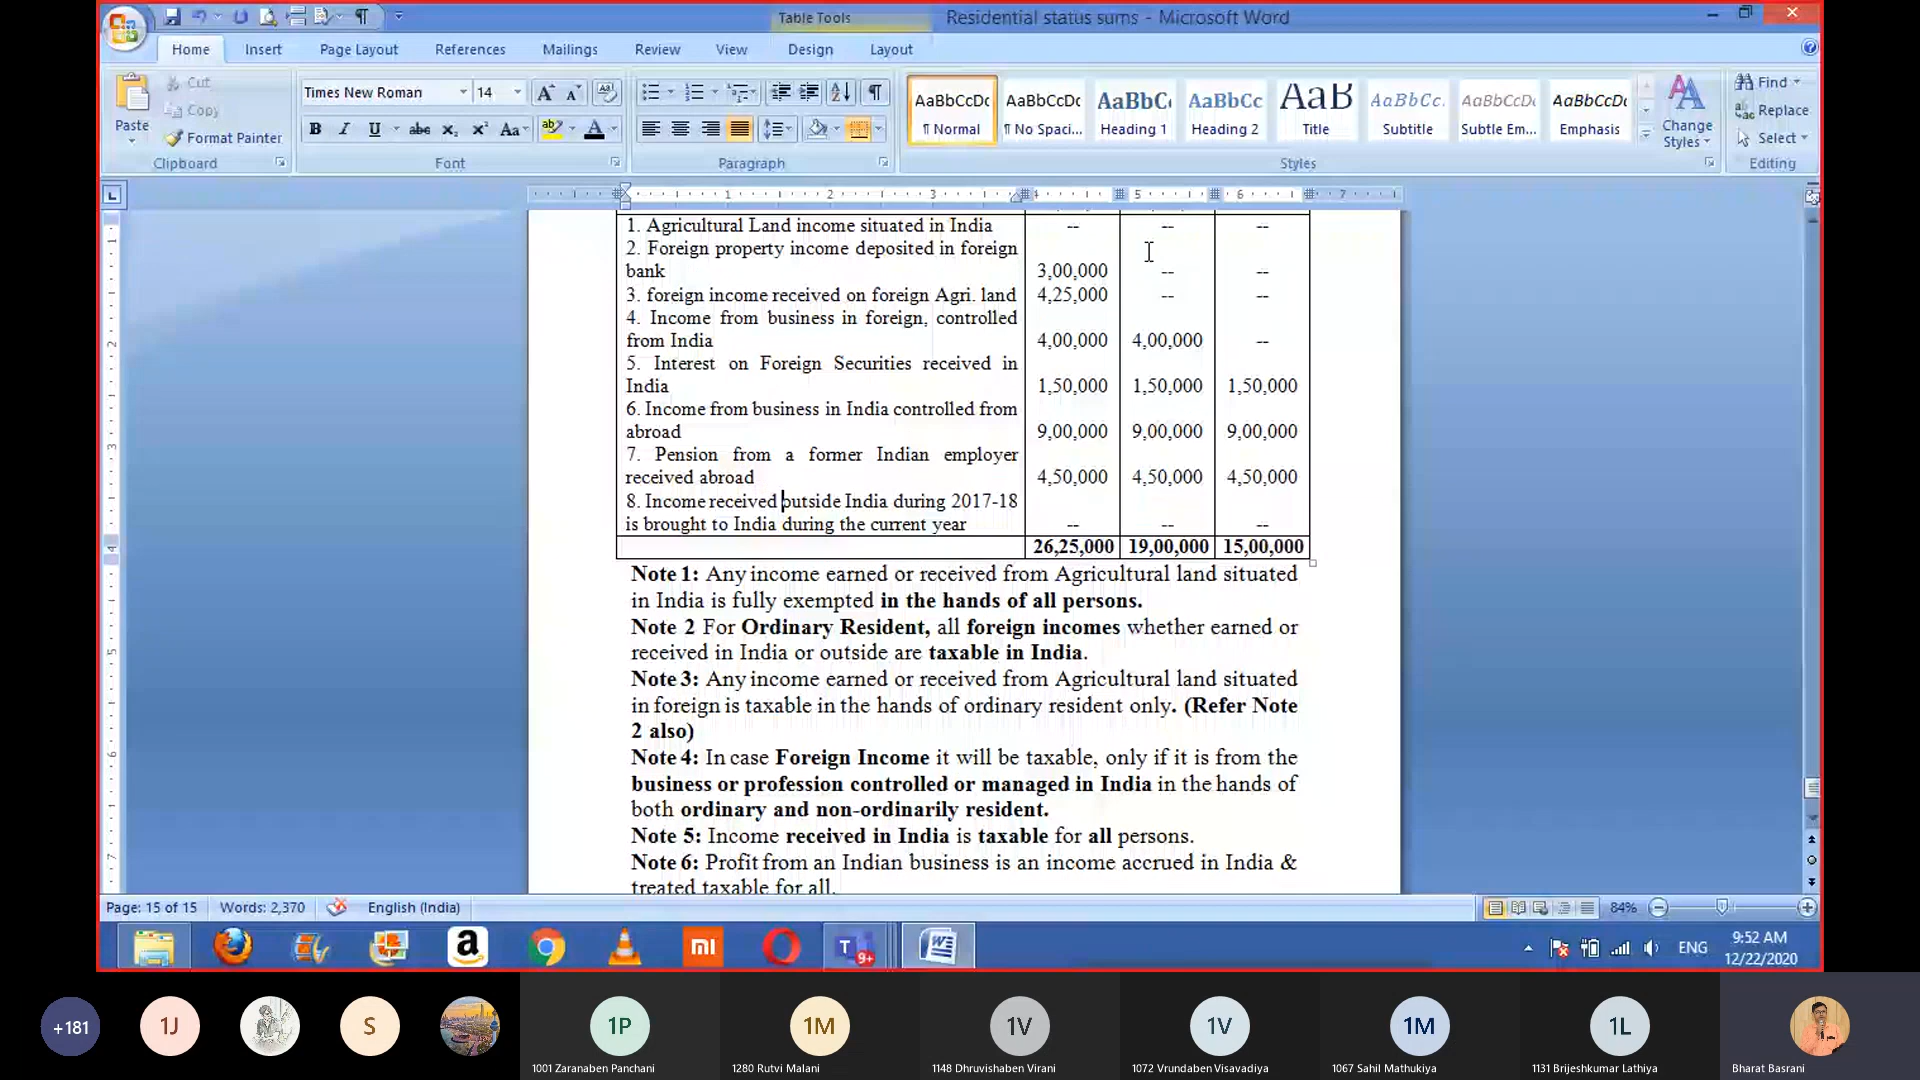 Table Tools
Residential status sums - Microsoft Word
Home
Insert
Page Layout
References
Mailings
Review
View
Design
Layout
Paste
Cut
Copy
Format Painter
Clipboard
Times New Roman
14
Font
Paragraph
AaBbCcDc
¶ Normal
AaBbCcDc
¶ No Spaci...
AaBbC
Heading 1
AaBbCc
Heading 2
AaB
Title
AaBbCc.
Subtitle
AaBbCcDc
Subtle Em...
AaBbCcDc
Emphasis
Change
Styles
Styles
Find
Replace
Select
Editing
1. Agricultural Land income situated in India -- -- --
2. Foreign property income deposited in foreign
bank 3,00,000 -- --
3. foreign income received on foreign Agri. land 4,25,000 -- --
4. Income from business in foreign, controlled
from India 4,00,000 4,00,000 --
5. Interest on Foreign Securities received in
India 1,50,000 1,50,000 1,50,000
6. Income from business in India controlled from
abroad 9,00,000 9,00,000 9,00,000
7. Pension from a former Indian employer
received abroad 4,50,000 4,50,000 4,50,000
8. Income received outside India during 2017-18
is brought to India during the current year -- -- --
26,25,000 19,00,000 15,00,000
Note 1: Any income earned or received from Agricultural land situated
in India is fully exempted in the hands of all persons.
Note 2 For Ordinary Resident, all foreign incomes whether earned or
received in India or outside are taxable in India.
Note 3: Any income earned or received from Agricultural land situated
in foreign is taxable in the hands of ordinary resident only. (Refer Note
2 also)
Note 4: In case Foreign Income it will be taxable, only if it is from the
business or profession controlled or managed in India in the hands of
both ordinary and non-ordinarily resident.
Note 5: Income received in India is taxable for all persons.
Note 6: Profit from an Indian business is an income accrued in India &
treated taxable for all.
Page: 15 of 15
Words: 2,370
English (India)
84%
ENG
9:52 AM
12/22/2020
+181
1J
S
1P
1M
1V
1V
1M
1L
1001 Zaranaben Panchani
1280 Rutvi Malani
1148 Dhruvishaben Virani
1072 Vrundaben Visavadiya
1067 Sahil Mathukiya
1131 Brijeshkumar Lathiya
Bharat Basrani